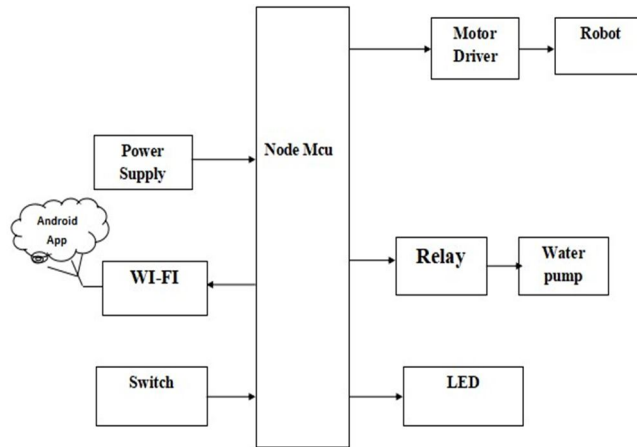 Motor
Driver
Robot
Node Mcu
Power
Supply
Android
App
WI-FI
Relay
Water
pump
Switch
LED